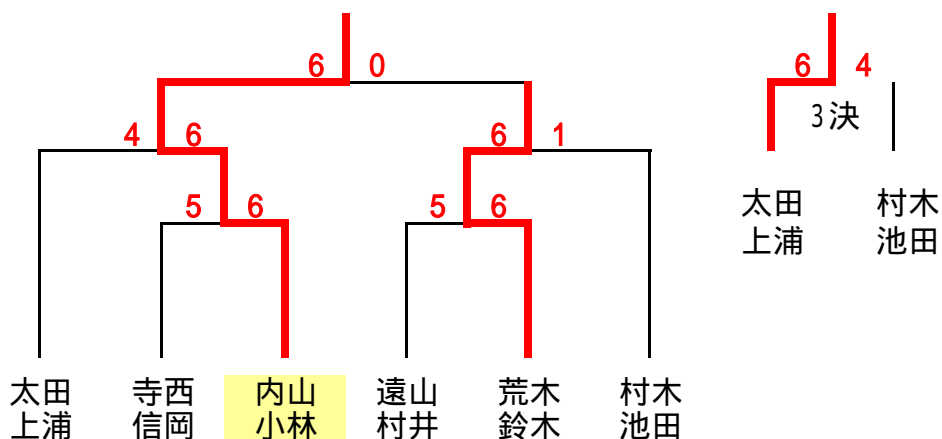 6 0
6 4
3決
4 6
6 1
5 6
5 6
太田 村木
上浦 池田
太田 寺西 内山 遠山 荒木 村木
上浦 信岡 小林 村井 鈴木 池田